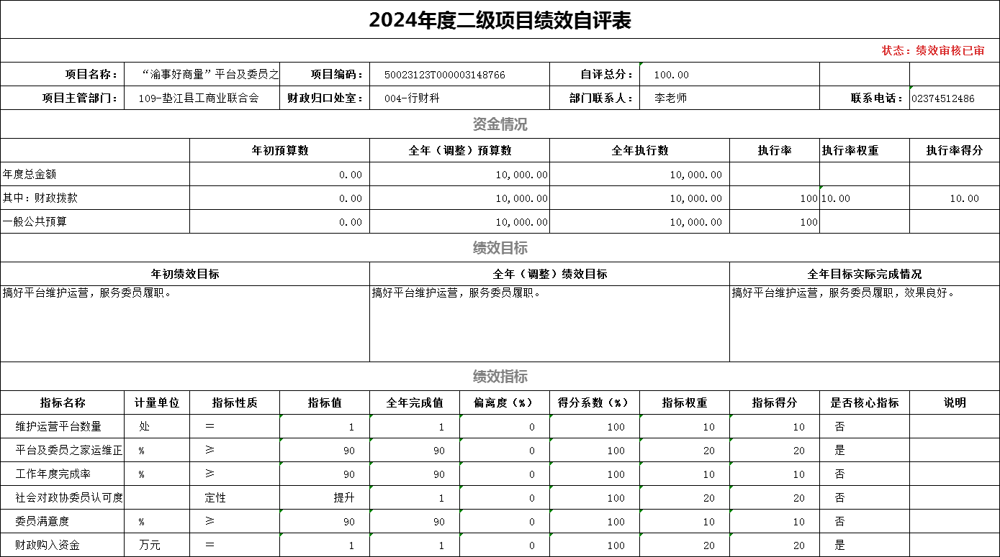 2024年度二级项目绩效自评表
状态：绩效审核已审
项目名称： “渝事好商量”平台及委员之 项目编码： 50023123T000003148766 自评总分： 100.00
项目主管部门： 109-垫江县工商业联合会 财政归口处室： 004-行财科 部门联系人： 李老师 联系电话： 02374512486
资金情况
年初预算数 全年（调整）预算数 全年执行数 执行率 执行率权重 执行率得分
年度总金额 0.00 10,000.00 10,000.00
其中：财政拨款 0.00 10,000.00 10,000.00 100 10.00 10.00
一般公共预算 0.00 10,000.00 10,000.00 100
绩效目标
年初绩效目标 全年（调整）绩效目标 全年目标实际完成情况
搞好平台维护运营，服务委员履职。 搞好平台维护运营，服务委员履职。 搞好平台维护运营，服务委员履职，效果良好。
绩效指标
指标名称 计量单位 指标性质 指标值 全年完成值 偏离度（%） 得分系数（%） 指标权重 指标得分 是否核心指标 说明
维护运营平台数量 处 ＝ 1 1 0 100 10 10 否
平台及委员之家运维正 % ≥ 90 90 0 100 20 20 是
工作年度完成率 % ≥ 90 90 0 100 10 10 否
社会对政协委员认可度 定性 提升 1 0 100 20 20 否
委员满意度 % ≥ 90 90 0 100 10 10 否
财政购入资金 万元 ＝ 1 1 0 100 20 20 是